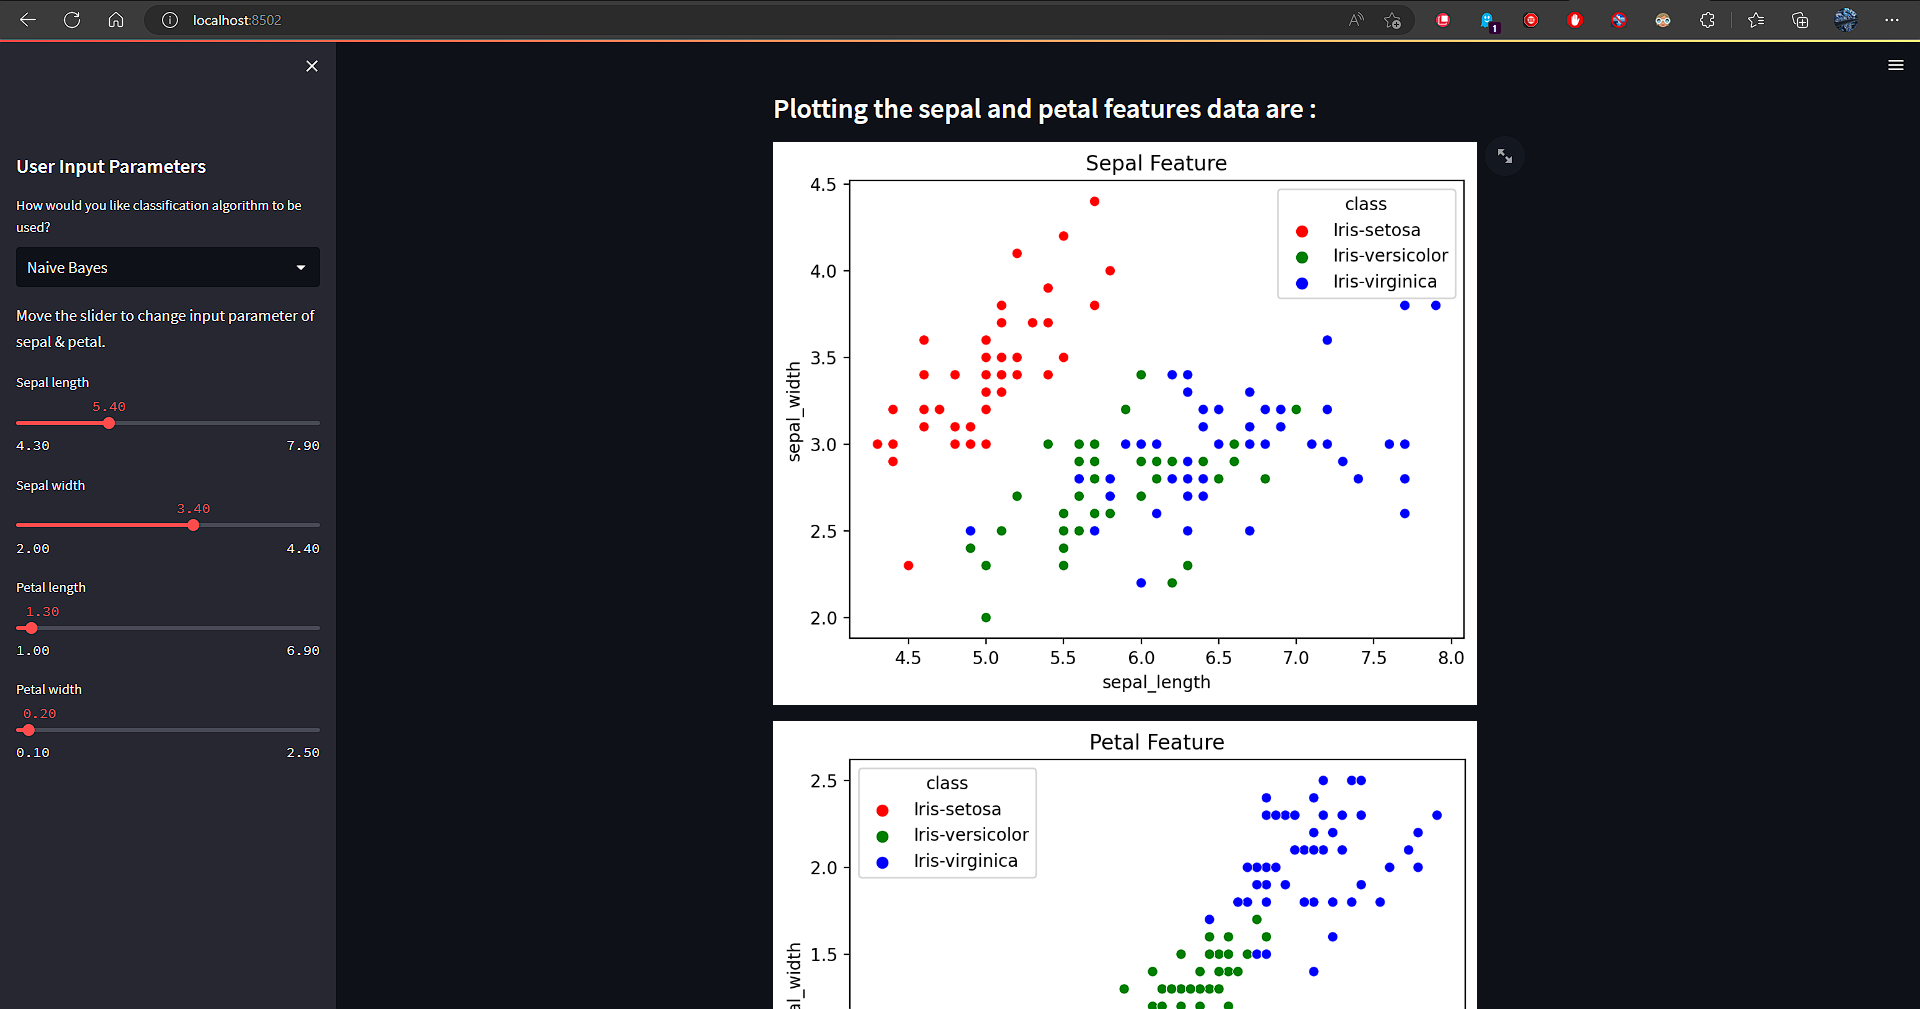 localhost:8502
1
User Input Parameters
How would you like classification algorithm to be
used?
Naive Bayes
Move the slider to change input parameter of
sepal & petal.
Sepal length
5.40
4.30 7.90
Sepal width
3.40
2.00 4.40
Petal length
1.30
1.00 6.90
Petal width
0.20
0.10 2.50
Plotting the sepal and petal features data are :
Sepal Feature
class
Iris-setosa
Iris-versicolor
Iris-virginica
4.5
4.0
3.5
3.0
2.5
2.0
sepal_width
4.5 5.0 5.5 6.0 6.5 7.0 7.5 8.0
sepal_length
Petal Feature
class
Iris-setosa
Iris-versicolor
Iris-virginica
2.5
2.0
1.5
al_width